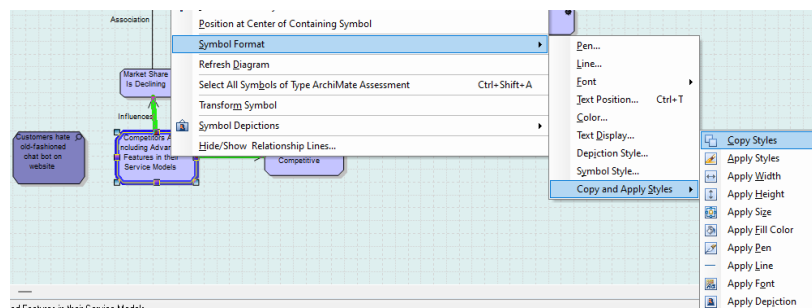 Association
Market Share
Is Declining
Influences
Customers hate
old-fashioned
chat bot on
website
Competitors
ncluding Advan
Features in their
Service Models
Competitive
Position at Center of Containing Symbol
Symbol Format
Refresh Diagram
Select All Symbols of Type ArchiMate Assessment Ctrl+Shift+A
Transform Symbol
Symbol Depictions
Hide/Show Relationship Lines...
Pen...
Line...
Font
Text Position... Ctrl+T
Color...
Text Display...
Depiction Style...
Symbol Style...
Copy and Apply Styles
Copy Styles
Apply Styles
Apply Width
Apply Height
Apply Size
Apply Fill Color
Apply Pen
Apply Line
Apply Font
Apply Depiction